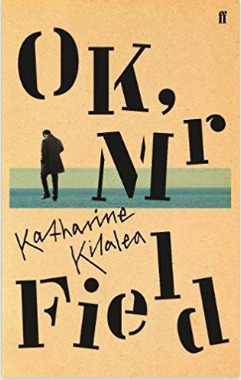 ff
OK,
Mr
Katharine
Kilalea
Field